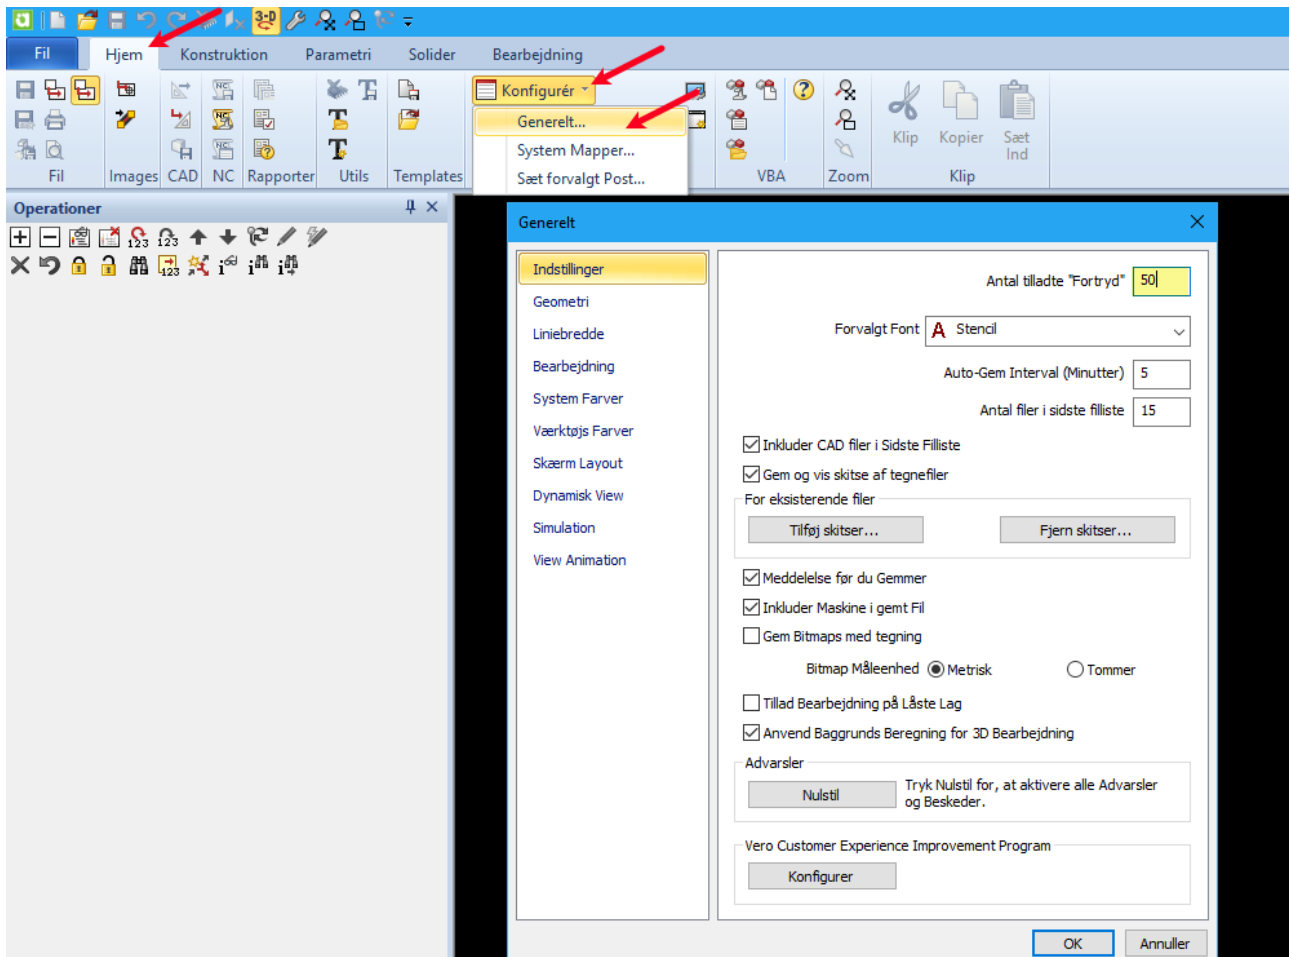 3-D
Fil Hjem Konstruktion Parametri Solider Bearbejdning
Konfigurér
Generelt...
System Mapper...
Sæt forvalgt Post...
Klip Kopier Sæt Ind
Fil Images CAD NC Rapporter Utils Templates VBA Zoom Klip
Operationer
Generelt
Indstillinger
Geometri
Liniebredde
Bearbejdning
System Farver
Værktøjs Farver
Skærm Layout
Dynamisk View
Simulation
View Animation
Antal tilladte "Fortryd" 50
Forvalgt Font A Stencil
Auto-Gem Interval (Minutter) 5
Antal filer i sidste filliste 15
Inkluder CAD filer i Sidste Filliste
Gem og vis skitse af tegnefiler
For eksisterende filer
Tilføj skitser... Fjern skitser...
Meddelelse før du Gemmer
Inkluder Maskine i gemt Fil
Gem Bitmaps med tegning
Bitmap Måleenhed Metrisk Tommer
Tillad Bearbejdning på Låste Lag
Anvend Baggrunds Beregning for 3D Bearbejdning
Advarsler
Nulstil Tryk Nulstil for, at aktivere alle Advarsler
og Beskeder.
Vero Customer Experience Improvement Program
Konfigurer
OK Annuller